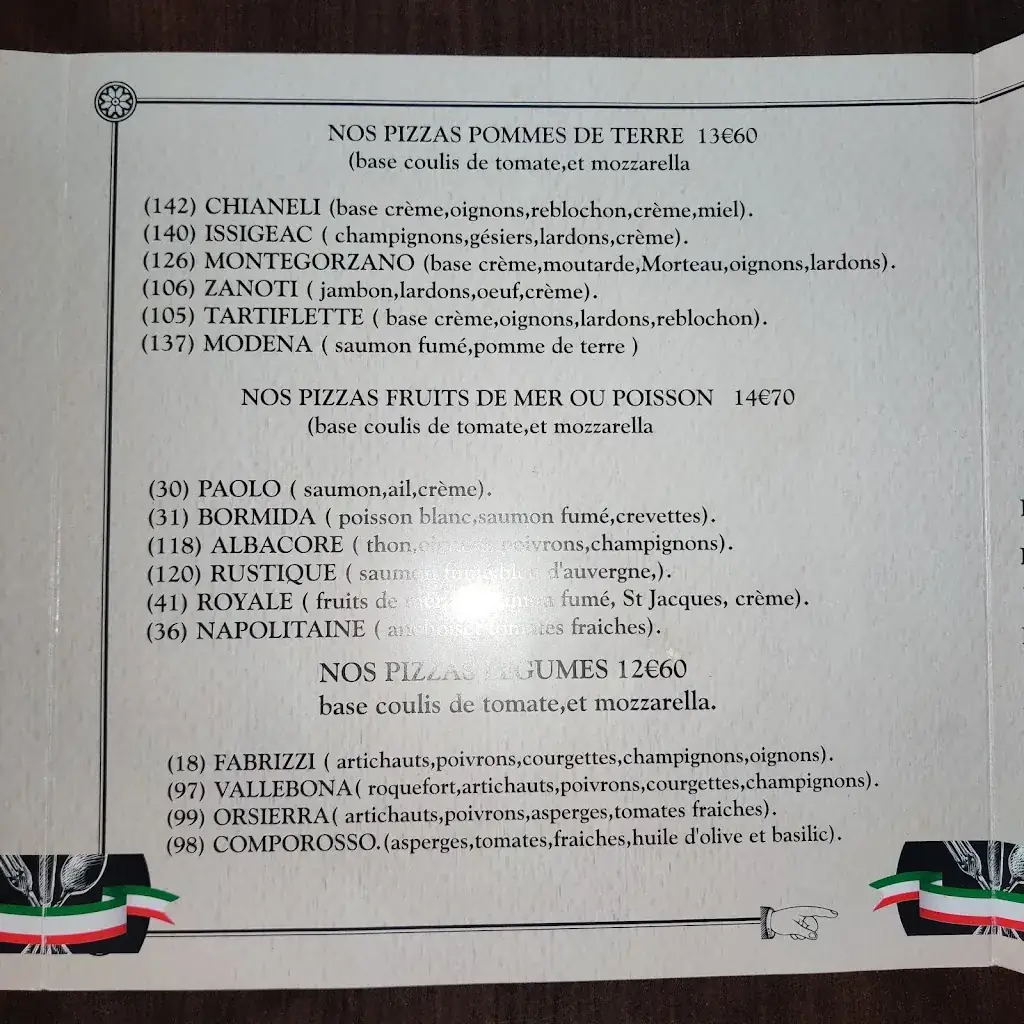 NOS PIZZAS POMMES DE TERRE 13€60
(base coulis de tomate,et mozzarella
(142) CHIANELI (base crème,oignons,reblochon,crème,miel).
(140) ISSIGEAC ( champignons,gésiers,lardons,crème).
(126) MONTEGORZANO (base crème,moutarde,Morteau,oignons,lardons).
(106) ZANOTI ( jambon,lardons,oeuf,crème).
(105) TARTIFLETTE ( base crème,oignons,lardons,reblochon).
(137) MODENA ( saumon fumé,pomme de terre )
NOS PIZZAS FRUITS DE MER OU POISSON 14€70
(base coulis de tomate,et mozzarella
(30) PAOLO ( saumon,ail,crème).
(31) BORMIDA ( poisson blanc,saumon fumé,crevettes).
(118) ALBACORE ( thon, poivrons,champignons).
(120) RUSTIQUE ( saumon fumé,bleu d'auvergne,).
(41) ROYALE ( fruits de fumé, St Jacques, crème).
(36) NAPOLITAINE ( anchois, tomates fraiches).
NOS PIZZAS LÉGUMES 12€60
base coulis de tomate,et mozzarella.
(18) FABRIZZI ( artichauts,poivrons,courgettes,champignons,oignons).
(97) VALLEBONA( roquefort,artichauts,poivrons,courgettes,champignons).
(99) ORSIERRA( artichauts,poivrons,asperges,tomates fraiches).
(98) COMPOROSSO.(asperges,tomates,fraiches,huile d'olive et basilic).